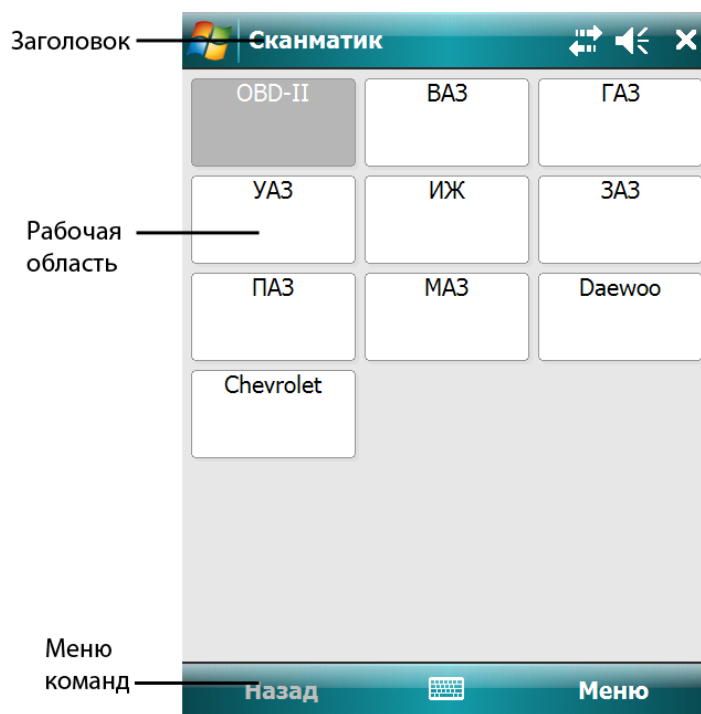 Заголовок
Сканматик
OBD-II
ВАЗ
ГАЗ
УАЗ
ИЖ
ЗАЗ
Рабочая
область
ПАЗ
МАЗ
Daewoo
Chevrolet
Меню
команд
Назад
Меню